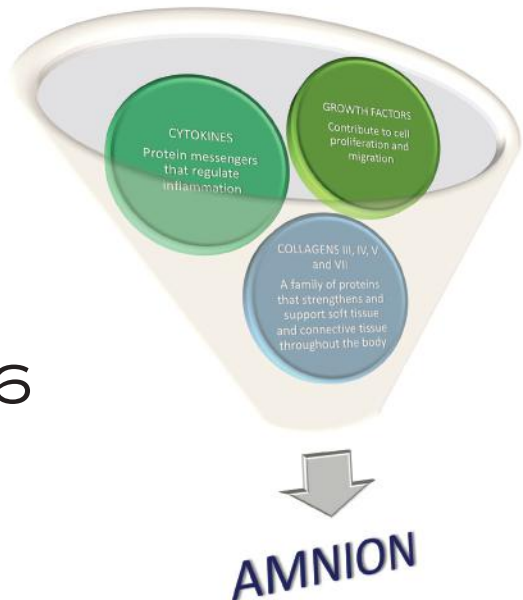 CYTOKINES
Protein messengers
that regulate
inflammation
GROWTH FACTORS
Contribute to cell
proliferation and
migration
COLLAGENS III, IV, V
and VII
A family of proteins
that strengthens and
support soft tissue
and connective tissue
throughout the body
6
AMNION